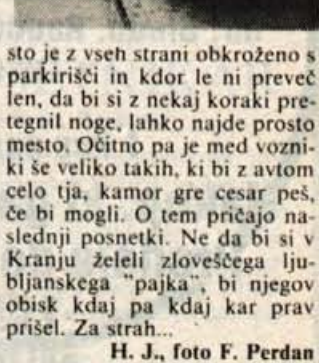 sto je z vseh strani obkroženo s
parkirišči in kdor le ni preveč
len, da bi si z nekaj koraki pre-
tegnil noge, lahko najde prosto
mesto. Očitno pa je med vozni-
ki še veliko takih, ki bi z avtom
celo tja, kamor gre cesar peš,
če bi mogli. O tem pričajo na-
slednji posnetki. Ne da bi si v
Kranju želeli zloveščega lju-
bljanskega "pajka", bi njegov
obisk kdaj pa kdaj kar prav
prišel. Za strah...
H. J., foto F. Perdan